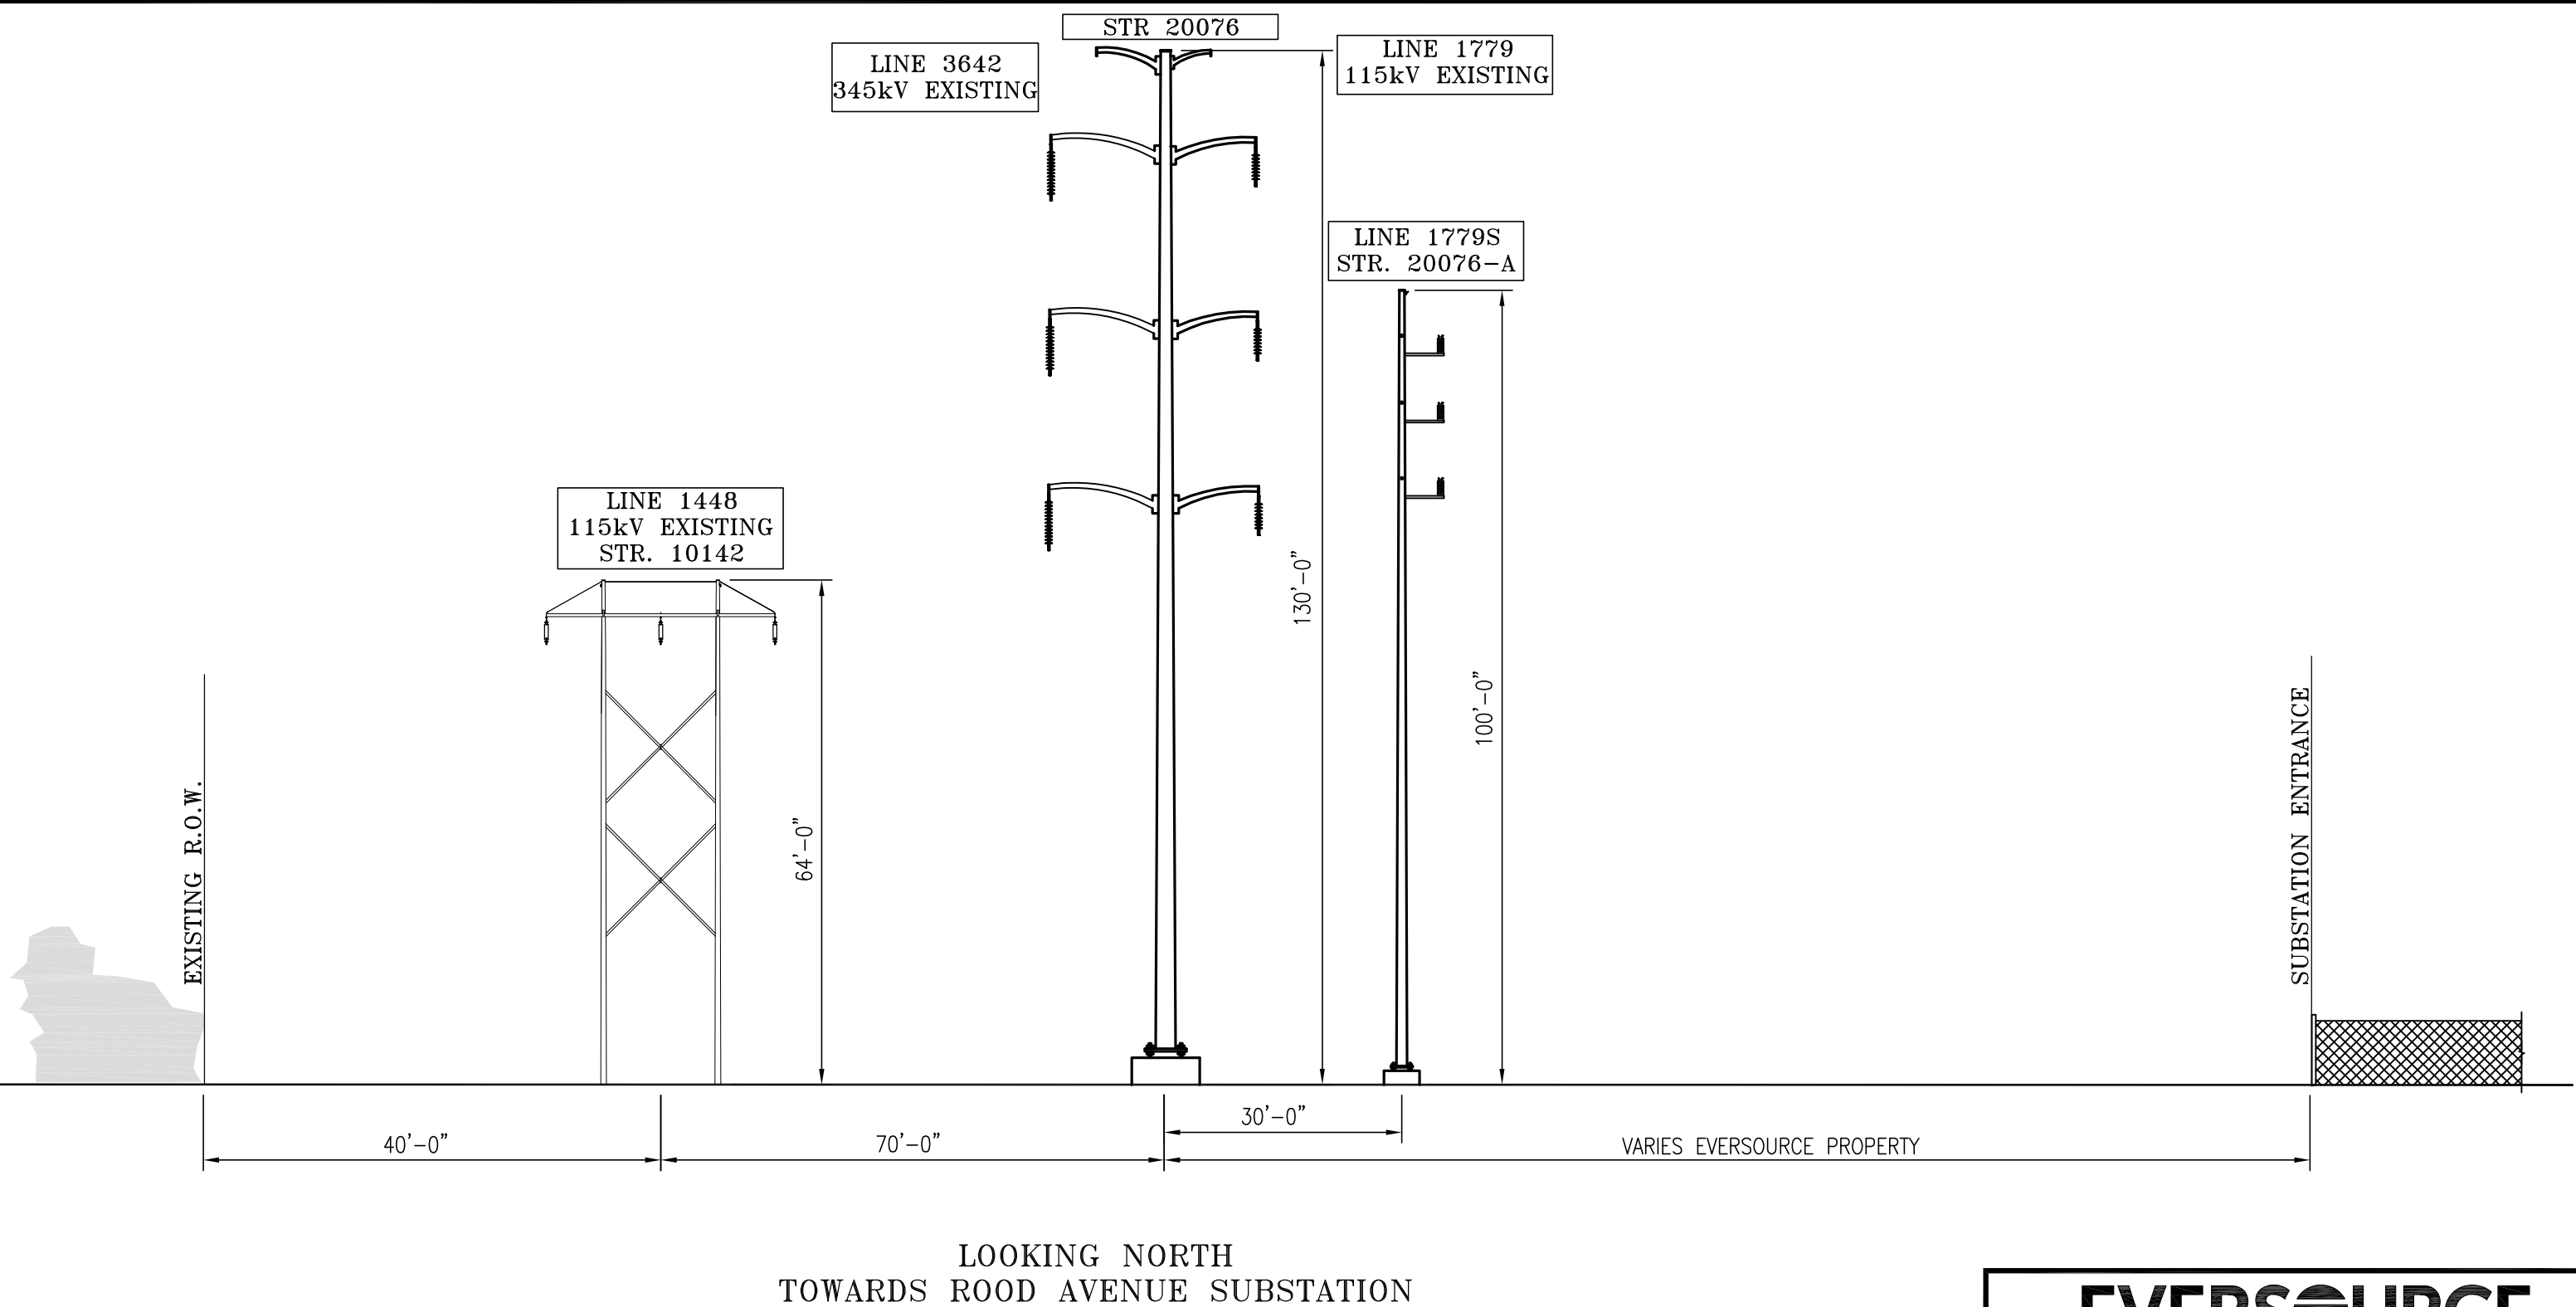 STR 20076
LINE 3642
345kV EXISTING
LINE 1779
115kV EXISTING
LINE 1779S
STR. 20076-A
LINE 1448
115kV EXISTING
STR. 10142
130'-0"
100'-0"
64'-0"
EXISTING R.O.W.
SUBSTATION ENTRANCE
40'-0"
70'-0"
30'-0"
VARIES EVERSOURCE PROPERTY
LOOKING NORTH
TOWARDS ROOD AVENUE SUBSTATION
EVERSOURCE